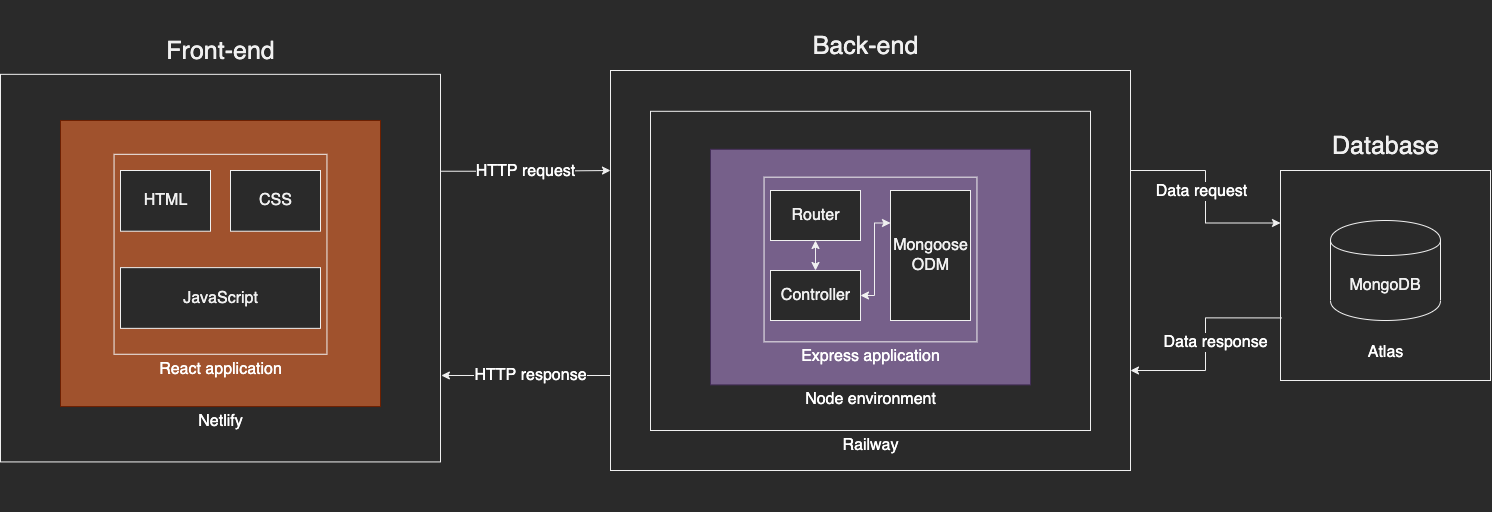 Front-end
HTML
CSS
JavaScript
React application
Netlify
HTTP request
HTTP response
Back-end
Router
Controller
Mongoose
ODM
Express application
Node environment
Railway
Data request
Data response
Database
MongoDB
Atlas